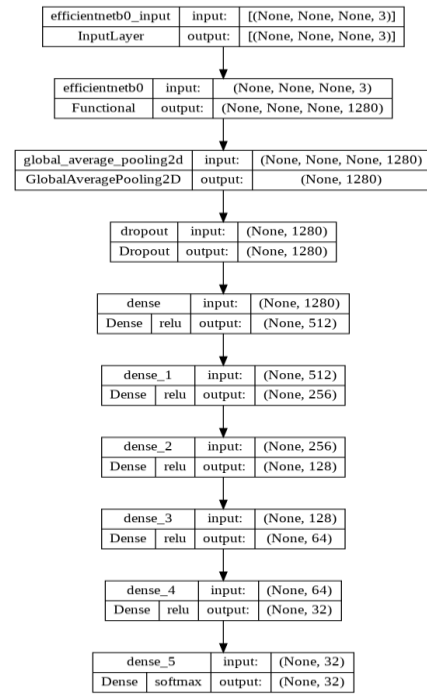 efficientnetb0_input input: [(None, None, None, 3)]
InputLayer output: [(None, None, None, 3)]
efficientnetb0 input: (None, None, None, 3)
Functional output: (None, None, None, 1280)
global_average_pooling2d input: (None, None, None, 1280)
GlobalAveragePooling2D output: (None, 1280)
dropout input: (None, 1280)
Dropout output: (None, 1280)
dense input: (None, 1280)
Dense relu output: (None, 512)
dense_1 input: (None, 512)
Dense relu output: (None, 256)
dense_2 input: (None, 256)
Dense relu output: (None, 128)
dense_3 input: (None, 128)
Dense relu output: (None, 64)
dense_4 input: (None, 64)
Dense relu output: (None, 32)
dense_5 input: (None, 32)
Dense softmax output: (None, 32)